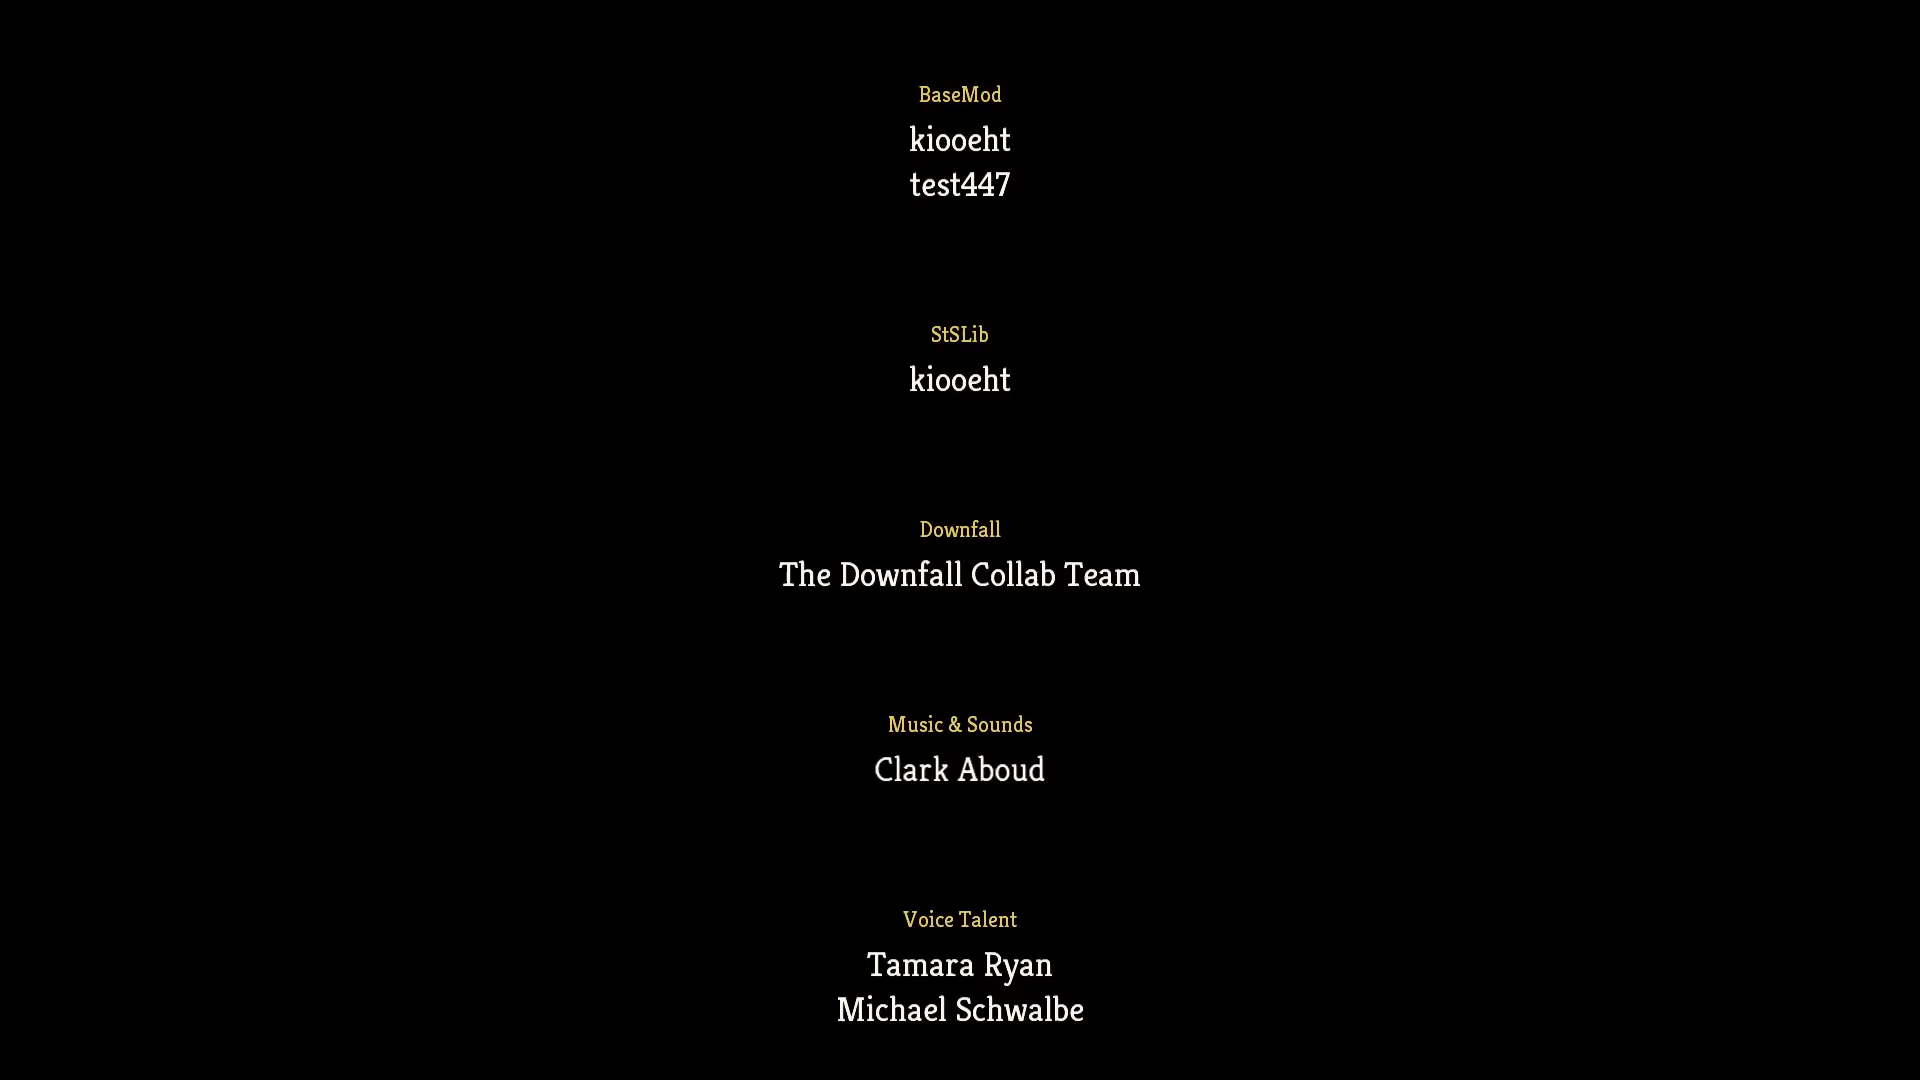 BaseMod
kiooeht
test447
StSLib
kiooeht
Downfall
The Downfall Collab Team
Music & Sounds
Clark Aboud
Voice Talent
Tamara Ryan
Michael Schwalbe